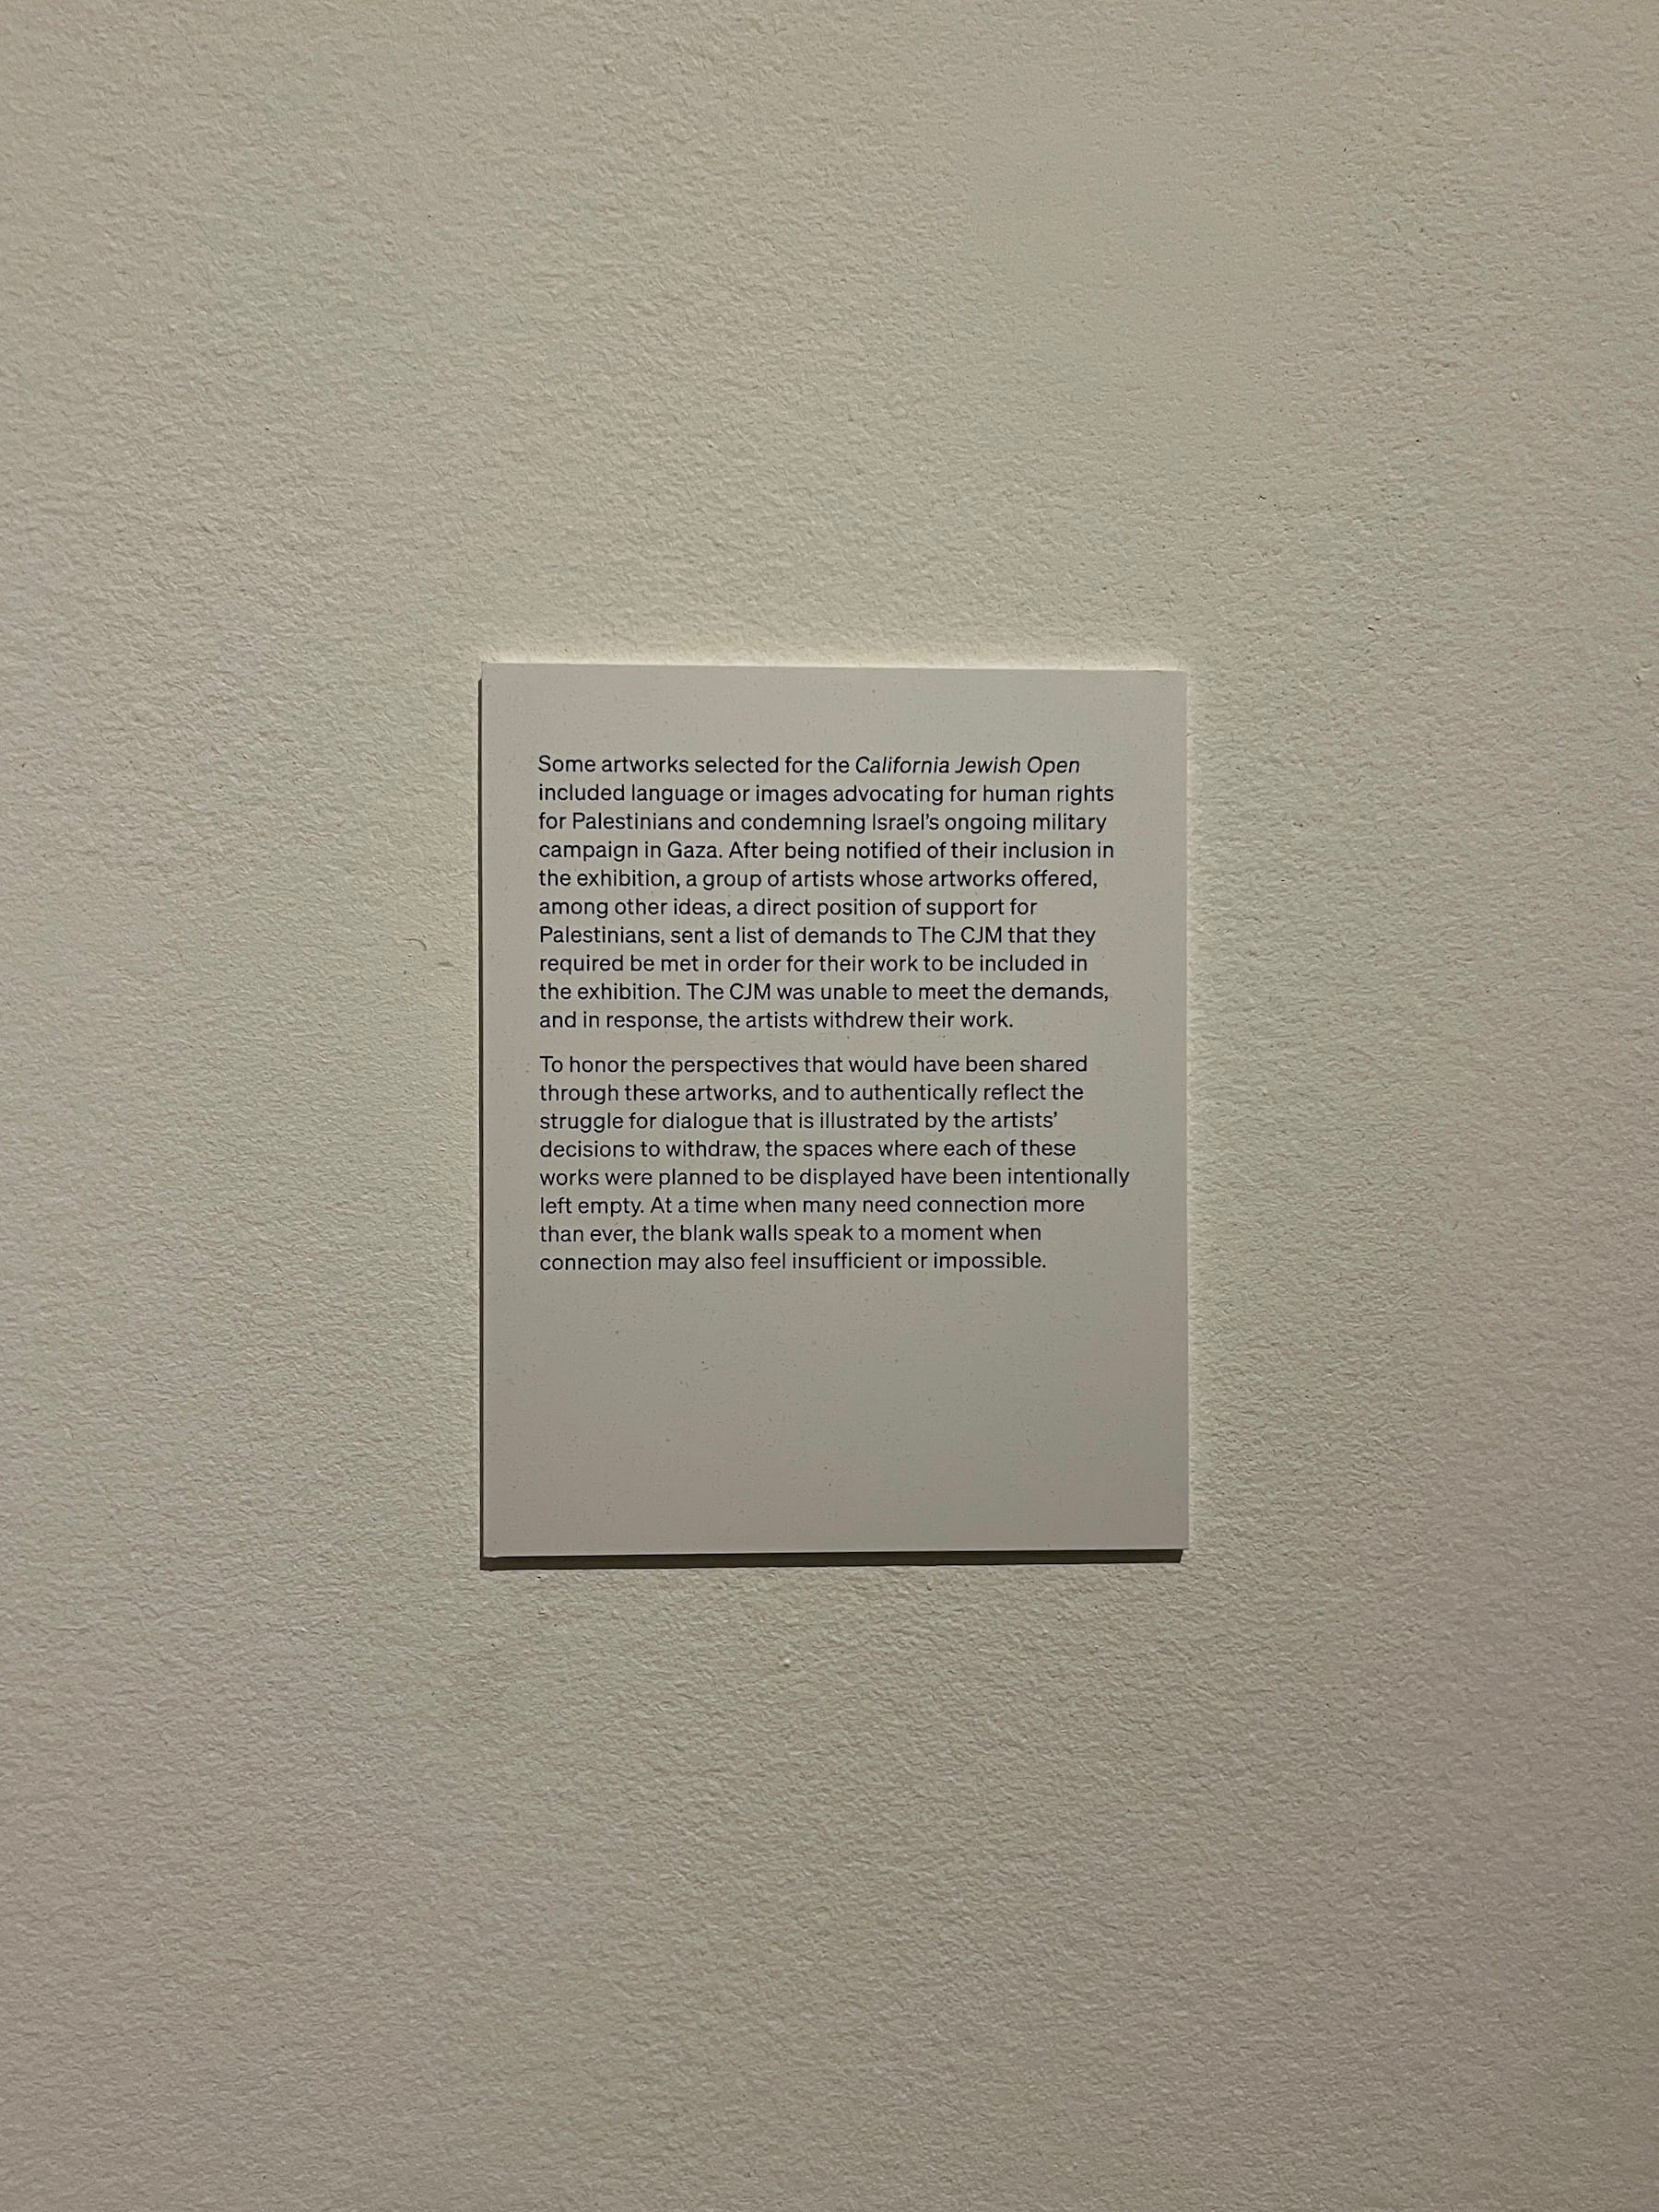 Some artworks selected for the California Jewish Open
included language or images advocating for human rights
for Palestinians and condemning Israel’s ongoing military
campaign in Gaza. After being notified of their inclusion in
the exhibition, a group of artists whose artworks offered,
among other ideas, a direct position of support for
Palestinians, sent a list of demands to The CJM that they
required be met in order for their work to be included in
the exhibition. The CJM was unable to meet the demands,
and in response, the artists withdrew their work.
To honor the perspectives that would have been shared
through these artworks, and to authentically reflect the
struggle for dialogue that is illustrated by the artists’
decisions to withdraw, the spaces where each of these
works were planned to be displayed have been intentionally
left empty. At a time when many need connection more
than ever, the blank walls speak to a moment when
connection may also feel insufficient or impossible.